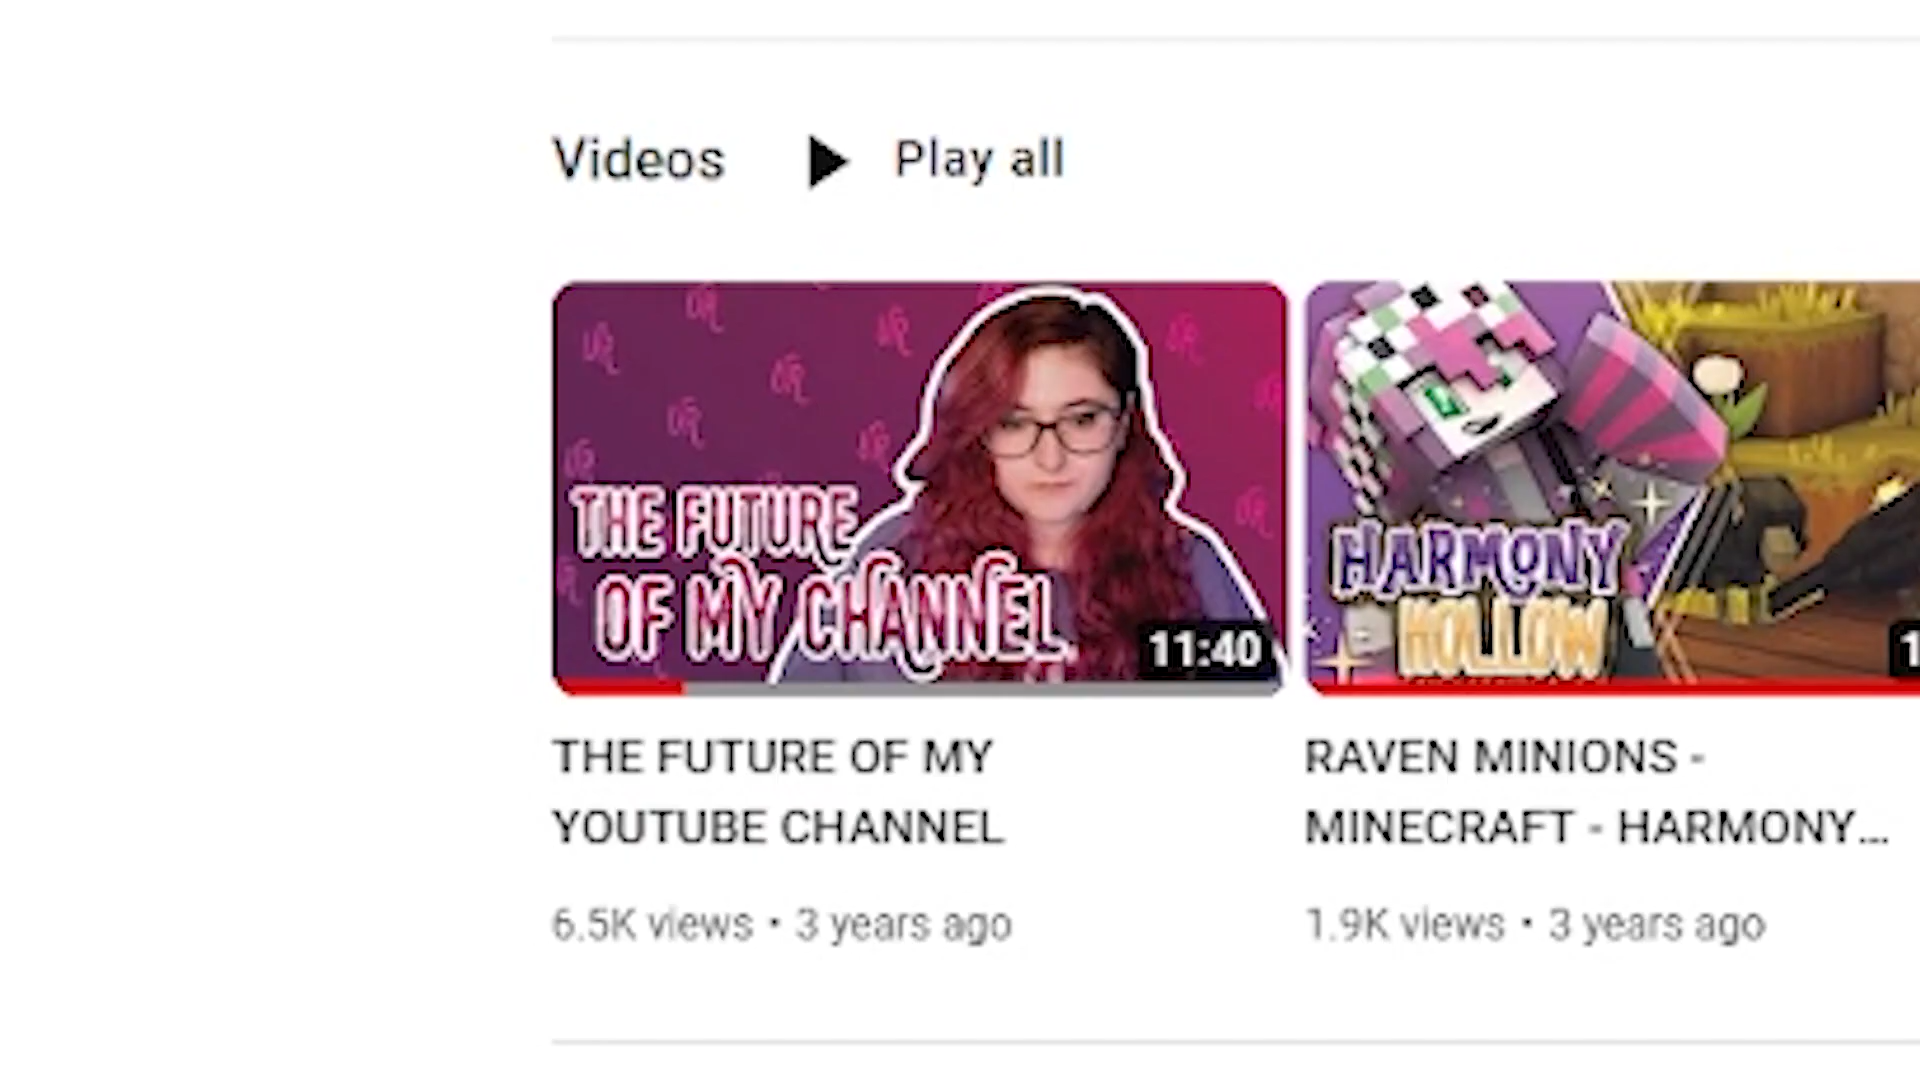 Videos
Play all
THE FUTURE
OF MY CHANNEL
11:40
HARMONY
HOLLOW
THE FUTURE OF MY
YOUTUBE CHANNEL
6.5K views • 3 years ago
RAVEN MINIONS -
MINECRAFT - HARMONY...
1.9K views • 3 years ago